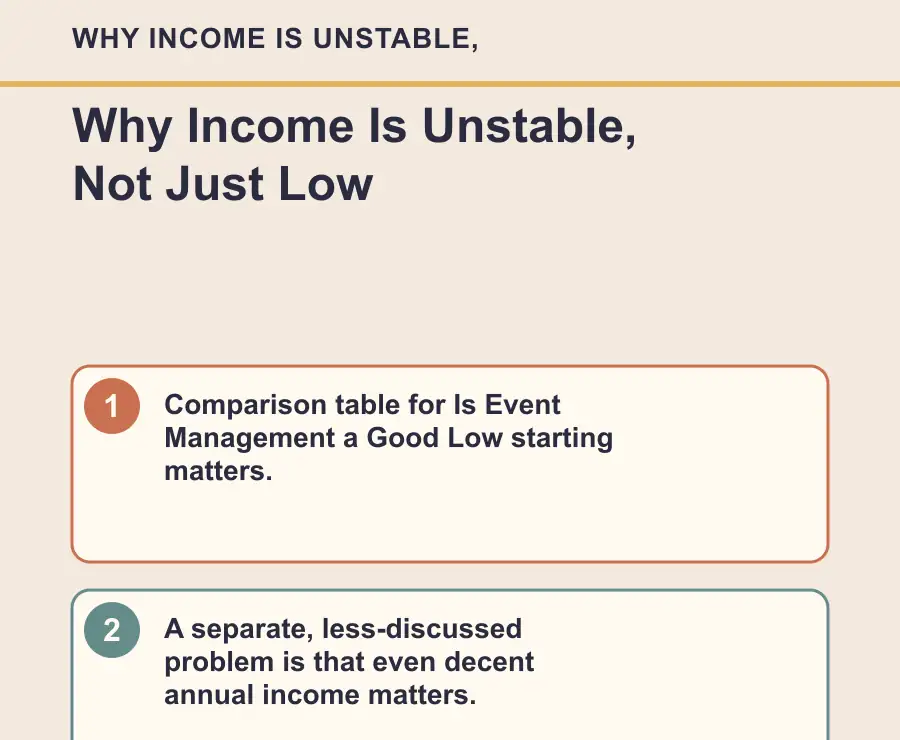 WHY INCOME IS UNSTABLE,
Why Income Is Unstable,
Not Just Low
1
Comparison table for Is Event
Management a Good Low starting
matters.
2
A separate, less-discussed
problem is that even decent
annual income matters.